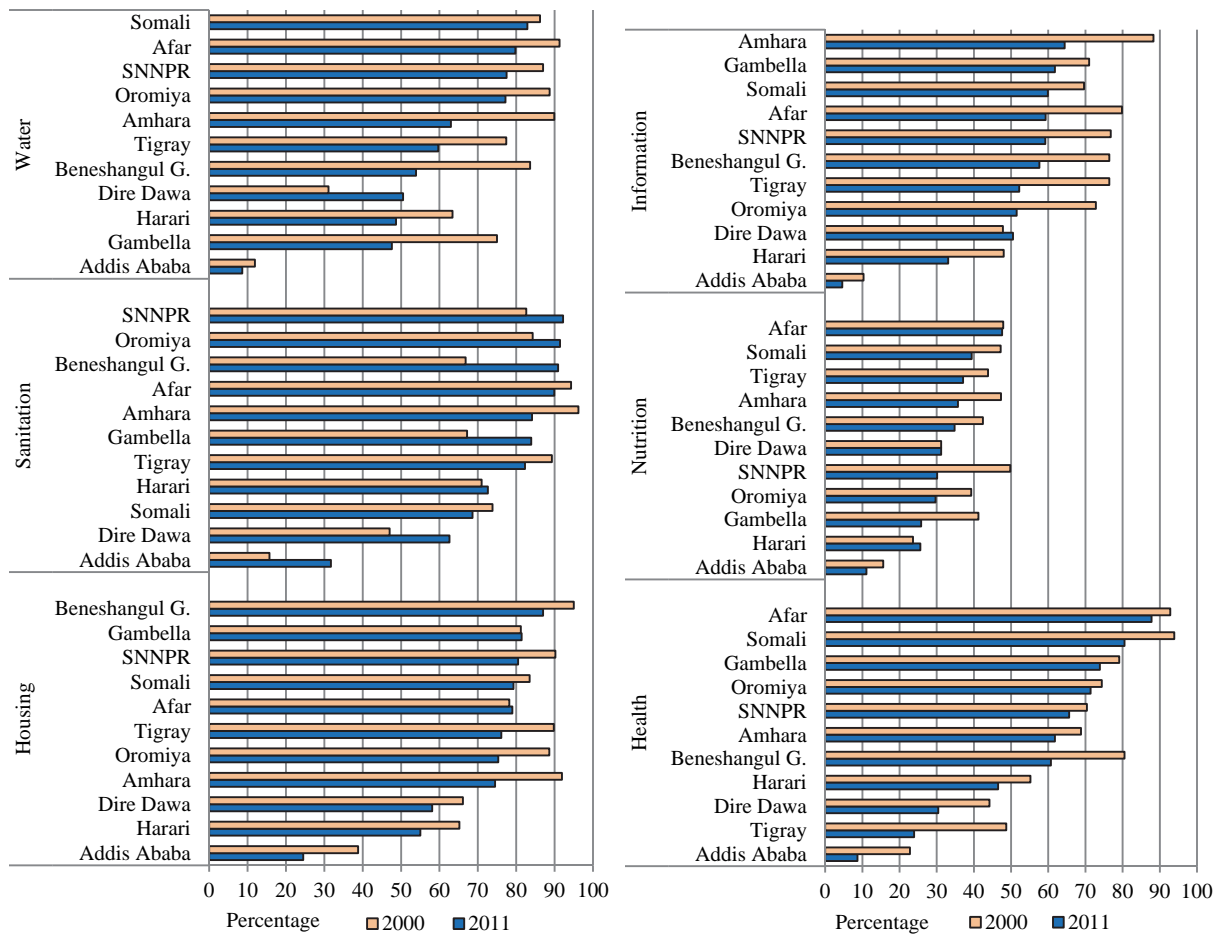 Water
Somali
Afar
SNNPR
Oromiya
Amhara
Tigray
Beneshangul G.
Dire Dawa
Harari
Gambella
Addis Ababa
Sanitation
SNNPR
Oromiya
Beneshangul G.
Afar
Amhara
Gambella
Tigray
Harari
Somali
Dire Dawa
Addis Ababa
Housing
Beneshangul G.
Gambella
SNNPR
Somali
Afar
Tigray
Oromiya
Amhara
Dire Dawa
Harari
Addis Ababa
0 10 20 30 40 50 60 70 80 90 100
Percentage 2000 2011
Information
Amhara
Gambella
Somali
Afar
SNNPR
Beneshangul G.
Tigray
Oromiya
Dire Dawa
Harari
Addis Ababa
Nutrition
Afar
Somali
Tigray
Amhara
Beneshangul G.
Dire Dawa
SNNPR
Oromiya
Gambella
Harari
Addis Ababa
Health
Afar
Somali
Gambella
Oromiya
SNNPR
Amhara
Beneshangul G.
Harari
Dire Dawa
Tigray
Addis Ababa
0 10 20 30 40 50 60 70 80 90 100
Percentage 2000 2011